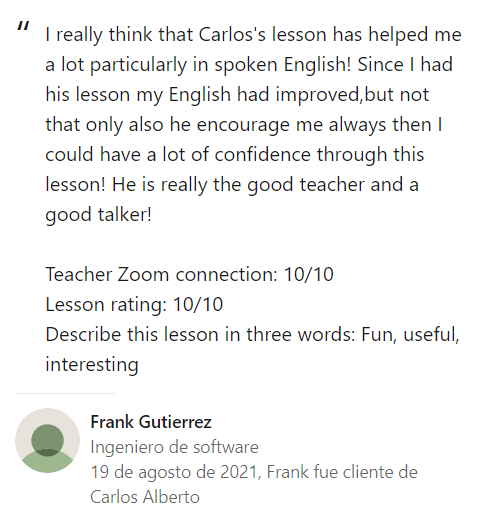 “
I really think that Carlos's lesson has helped me
a lot particularly in spoken English! Since I had
his lesson my English had improved,but not
that only also he encourage me always then I
could have a lot of confidence through this
lesson! He is really the good teacher and a
good talker!
Teacher Zoom connection: 10/10
Lesson rating: 10/10
Describe this lesson in three words: Fun, useful,
interesting
Frank Gutierrez
Ingeniero de software
19 de agosto de 2021, Frank fue cliente de
Carlos Alberto